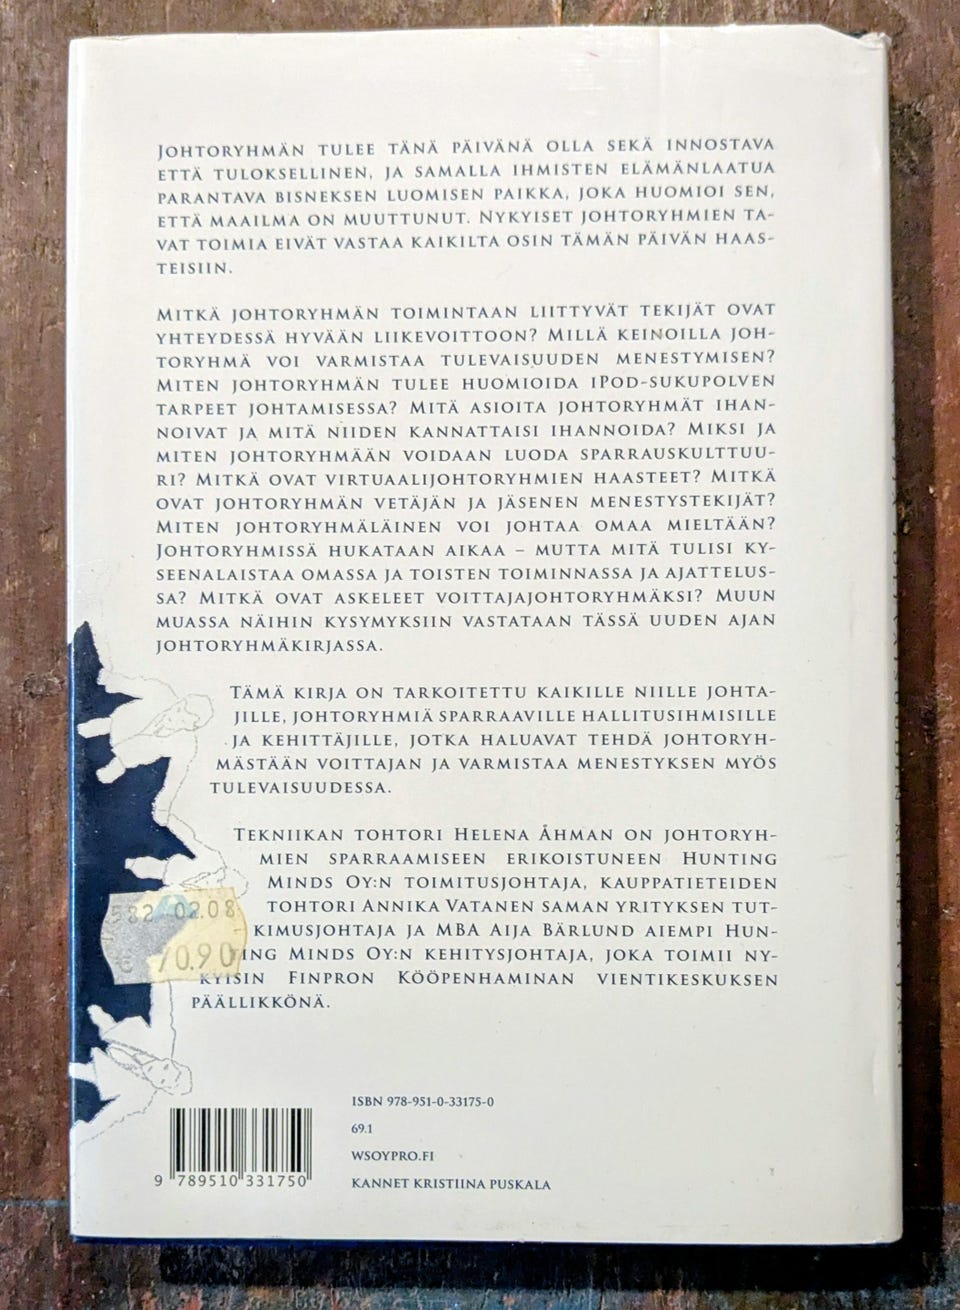 Johtoryhmän tulee tänä päivänä olla sekä innostava
että tuloksellinen, ja samalla ihmisten elämänlaatua
parantava bisneksen luomisen paikka, joka huomioi sen,
että maailma on muuttunut. Nykyiset johtoryhmien ta-
vat toimia eivät vastaa kaikilta osin tämän päivän haas-
teisiin.
Mitkä johtoryhmän toimintaan liittyvät tekijät ovat
yhteydessä hyvään liikevoittoon? Millä keinoilla joh-
toryhmä voi varmistaa tulevaisuuden menestymisen?
Miten johtoryhmän tulee huomioida iPod-sukupolven
tarpeet johtamisessa? Mitä asioita johtoryhmät ihan-
noivat ja mitä niiden kannattaisi ihannoida? Miksi ja
miten johtoryhmään voidaan luoda sparrauskulttuu-
ri? Mitkä ovat virtuaalijohtoryhmien haasteet? Mitkä
ovat johtoryhmän vetäjän ja jäsenen menestystekijät?
Miten johtoryhmäläinen voi johtaa omaa mieltään?
Johtoryhmissä hukataan aikaa – mutta mitä tulisi ky-
seenalaistaa omassa ja toisten toiminnassa ja ajattelus-
sa? Mitkä ovat askeleet voittajajohtoryhmäksi? Muun
muassa näihin kysymyksiin vastataan tässä uuden ajan
johtoryhmäkirjassa.
Tämä kirja on tarkoitettu kaikille niille johta-
jille, johtoryhmiä sparraaville hallitusihmisille
ja kehittäjille, jotka haluavat tehdä johtoryh-
mästään voittajan ja varmistaa menestyksen myös
tulevaisuudessa.
Tekniikan tohtori Helena Åhman on johtoryh-
mien sparraamiseen erikoistuneen Hunting
Minds Oy:n toimitusjohtaja, kauppatieteiden
tohtori Annika Vatanen saman yrityksen tut-
kimusjohtaja ja MBA Aija Bärlund aiempi Hun-
ting Minds Oy:n kehitysjohtaja, joka toimii ny-
kyisin Finpron Kööpenhaminan vientikeskuksen
päällikkönä.
582 02.08
70.90
ISBN 978-951-0-33175-0
69.1
WSOYPRO.FI
KANNET KRISTIINA PUSKALA
9 789510 331750